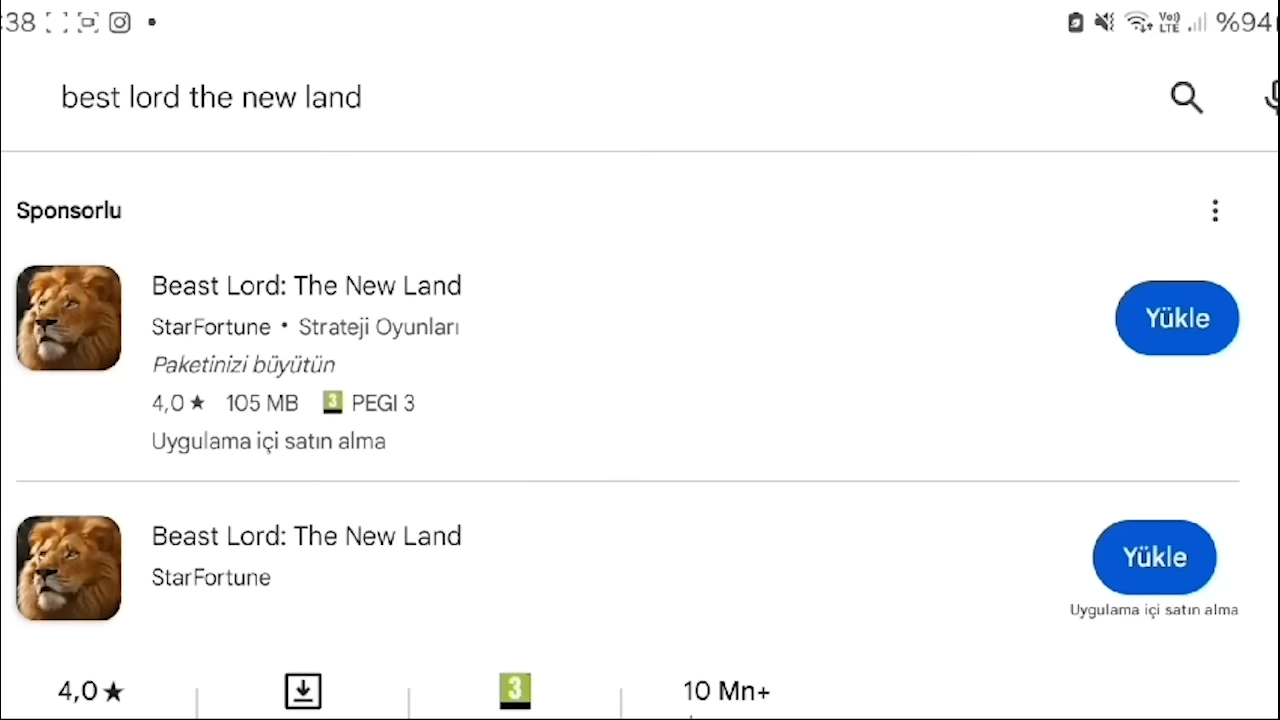 :38 %94
best lord the new land
Sponsorlu
Beast Lord: The New Land
StarFortune • Strateji Oyunları
Paketinizi büyütün
4,0 ★ 105 MB 3 PEGI 3
Uygulama içi satın alma
Yükle
Beast Lord: The New Land
StarFortune
Yükle
Uygulama içi satın alma
4,0 ★ 3 10 Mn+